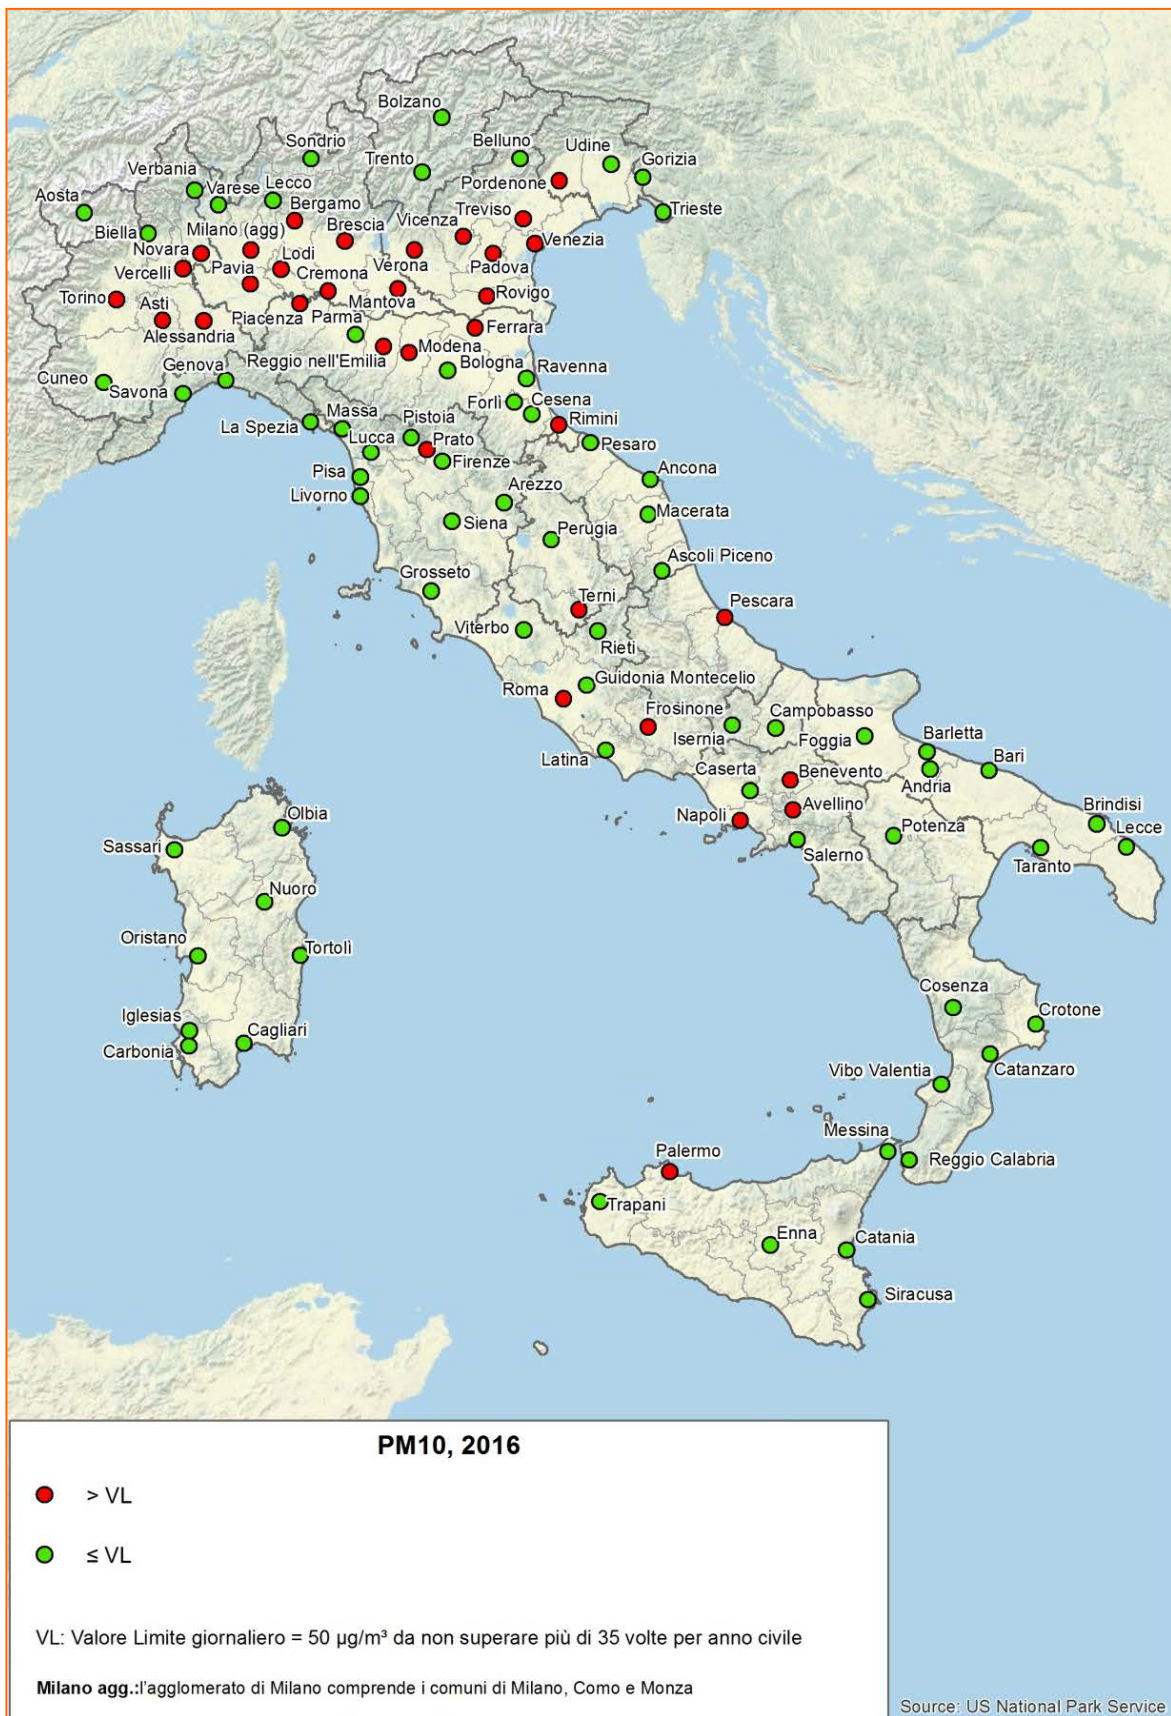 Bolzano
Sondrio
Belluno
Udine
Verbania
Trento
Gorizia
Aosta
Varese
Lecco
Pordenone
Bergamo
Treviso
Trieste
Biella
Milano (agg)
Brescia
Vicenza
Venezia
Novara
Lodi
Vercelli
Pavia
Cremona
Verona
Padova
Torino
Asti
Mantova
Rovigo
Piacenza
Parma
Alessandria
Ferrara
Reggio nell'Emilia
Modena
Genova
Bologna
Ravenna
Cuneo
Savona
Forlì
Cesena
La Spezia
Massa
Pistoia
Rimini
Lucca
Prato
Pesaro
Firenze
Pisa
Ancona
Livorno
Arezzo
Macerata
Siena
Perugia
Ascoli Piceno
Grosseto
Terni
Pescara
Viterbo
Rieti
Guidonia Montecelio
Roma
Frosinone
Campobasso
Isernia
Foggia
Barletta
Latina
Bari
Caserta
Benevento
Andria
Napoli
Avellino
Brindisi
Olbia
Potenza
Lecce
Sassari
Salerno
Taranto
Nuoro
Oristano
Tortolì
Cosenza
Iglesias
Crotone
Cagliari
Carbonia
Catanzaro
Vibo Valentia
Messina
Palermo
Reggio Calabria
Trapani
Enna
Catania
Siracusa
PM10, 2016
> VL
≤ VL
VL: Valore Limite giornaliero = 50 µg/m³ da non superare più di 35 volte per anno civile
Milano agg.:l'agglomerato di Milano comprende i comuni di Milano, Como e Monza
Source: US National Park Service